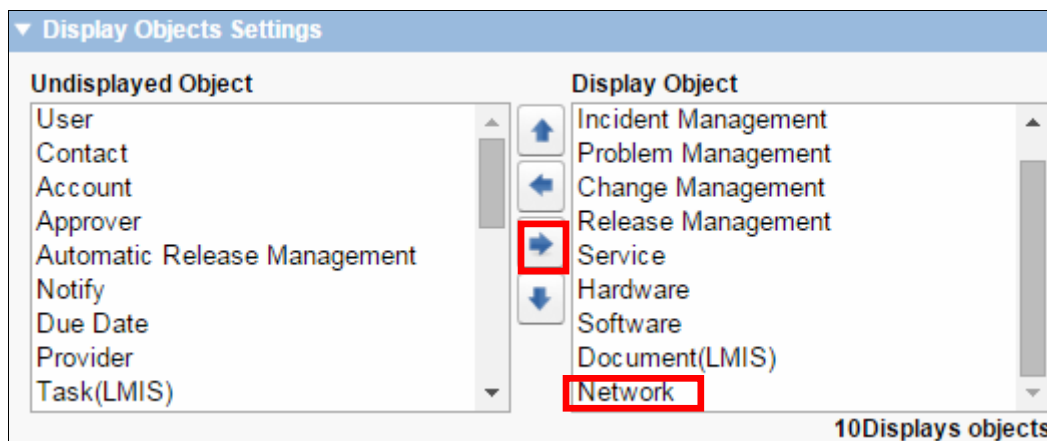 Display Objects Settings
Undisplayed Object
User
Contact
Account
Approver
Automatic Release Management
Notify
Due Date
Provider
Task(LMIS)
Display Object
Incident Management
Problem Management
Change Management
Release Management
Service
Hardware
Software
Document(LMIS)
Network
10Displays objects